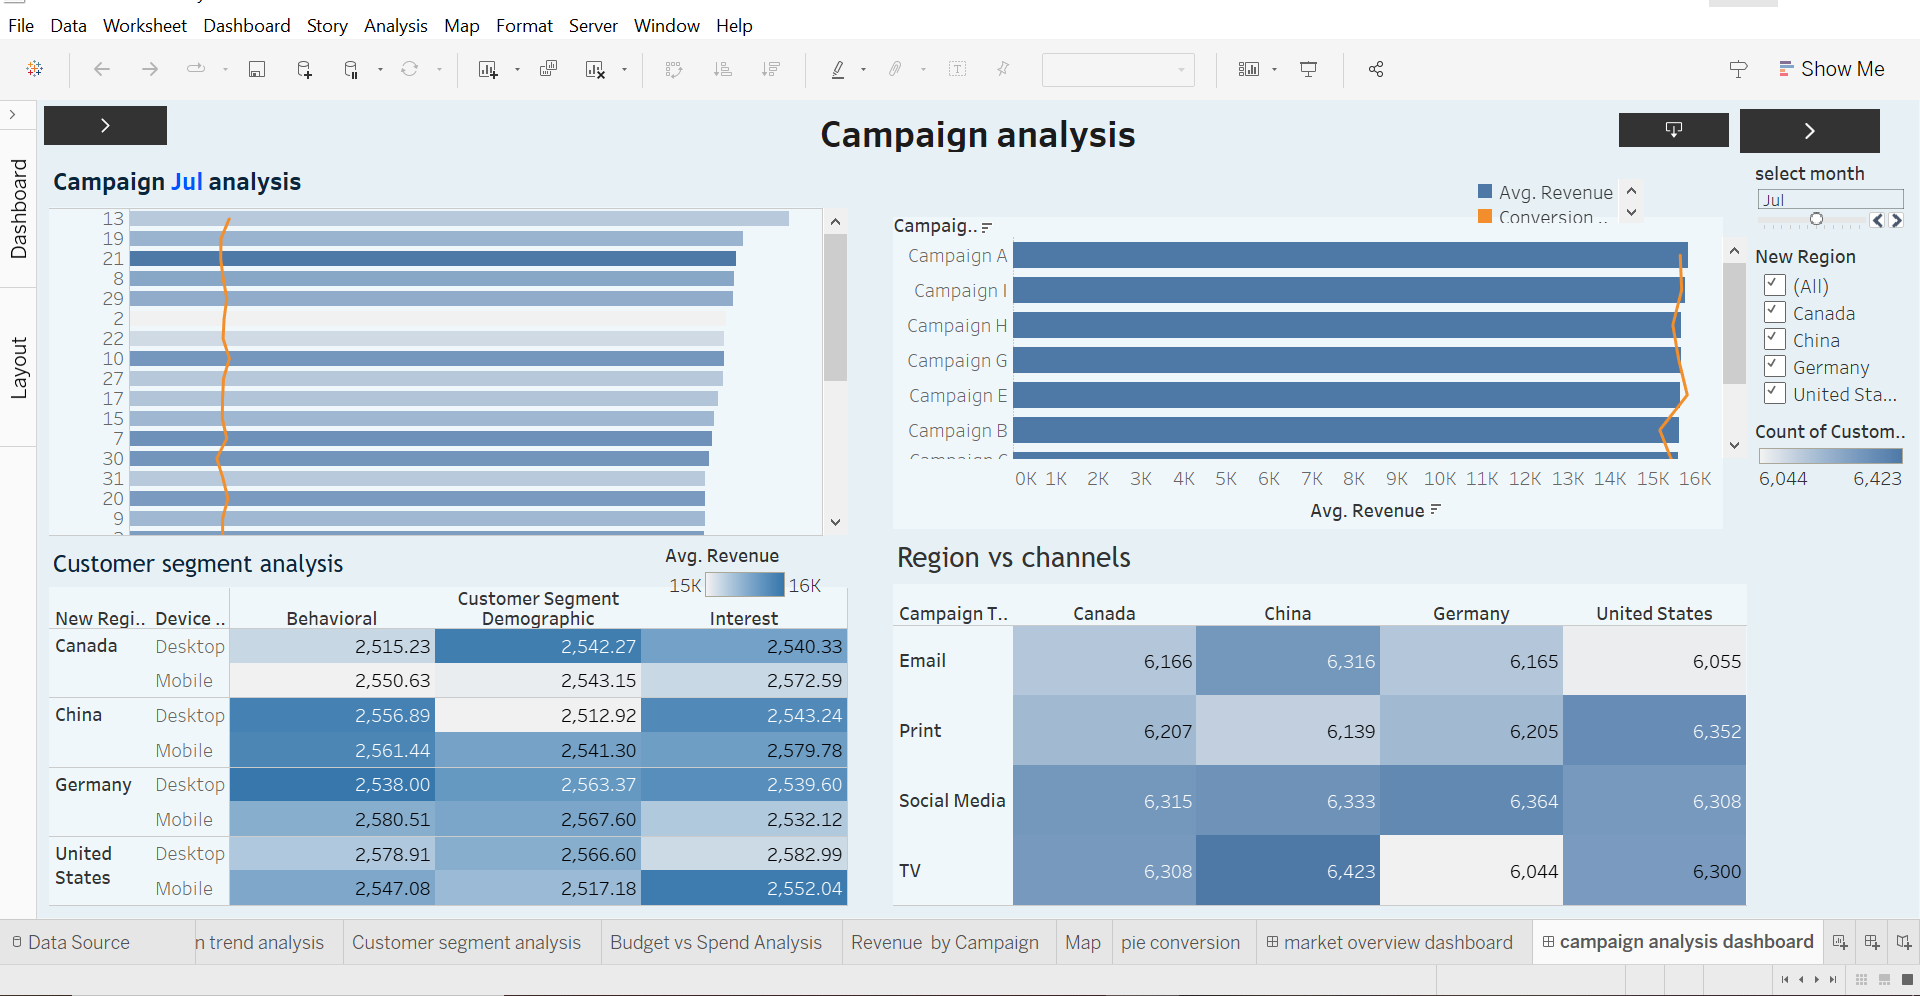 File Data Worksheet Dashboard Story Analysis Map Format Server Window Help
Show Me
Dashboard
Layout
Campaign analysis
Campaign Jul analysis
13
19
21
8
29
2
22
10
27
17
15
7
30
31
20
9
Avg. Revenue
Conversion ..
Campaig..
Campaign A
Campaign I
Campaign H
Campaign G
Campaign E
Campaign B
0K 1K 2K 3K 4K 5K 6K 7K 8K 9K 10K 11K 12K 13K 14K 15K 16K
Avg. Revenue
select month
Jul
New Region
(All)
Canada
China
Germany
United Sta...
Count of Custom..
6,044 6,423
Customer segment analysis
Avg. Revenue
15K 16K
Customer Segment
New Regi.. Device .. Behavioral Demographic Interest
Canada Desktop 2,515.23 2,542.27 2,540.33
Mobile 2,550.63 2,543.15 2,572.59
China Desktop 2,556.89 2,512.92 2,543.24
Mobile 2,561.44 2,541.30 2,579.78
Germany Desktop 2,538.00 2,563.37 2,539.60
Mobile 2,580.51 2,567.60 2,532.12
United States Desktop 2,578.91 2,566.60 2,582.99
Mobile 2,547.08 2,517.18 2,552.04
Region vs channels
Campaign T.. Canada China Germany United States
Email 6,166 6,316 6,165 6,055
Print 6,207 6,139 6,205 6,352
Social Media 6,315 6,333 6,364 6,308
TV 6,308 6,423 6,044 6,300
Data Source n trend analysis Customer segment analysis Budget vs Spend Analysis Revenue by Campaign Map pie conversion market overview dashboard campaign analysis dashboard